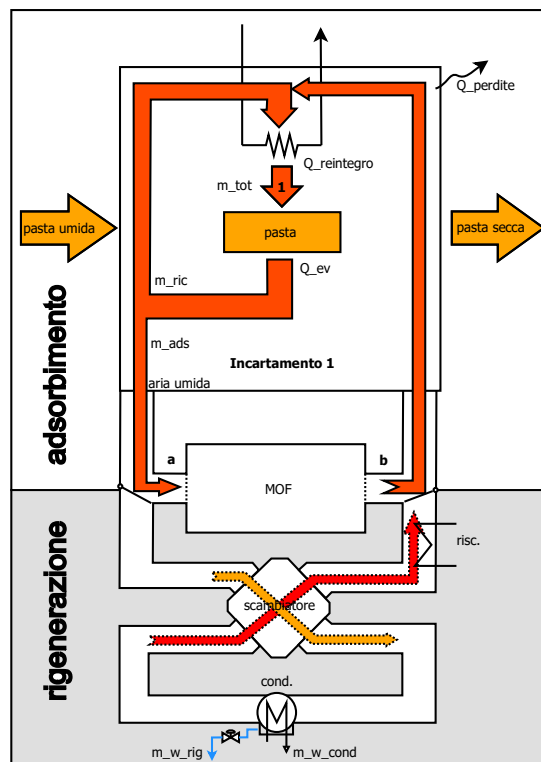 Q_perdite
Q_reintegro
m_tot
1
pasta umida
pasta
pasta secca
Q_ev
m_ric
m_ads
Incartamento 1
aria umida
adsorbimento
a
b
MOF
rigenerazione
risc.
scambiatore
cond.
m_w_rig
m_w_cond